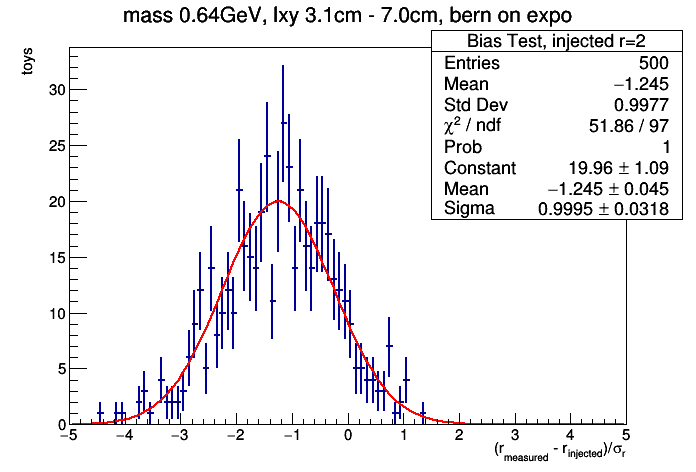 mass 0.64GeV, lxy 3.1cm - 7.0cm, bern on expo
toys
Bias Test, injected r=2
Entries 500
Mean −1.245
Std Dev 0.9977
χ² / ndf 51.86 / 97
Prob 1
Constant 19.96 ± 1.09
Mean −1.245 ± 0.045
Sigma 0.9995 ± 0.0318
30
25
20
15
10
5
0
−5 −4 −3 −2 −1 0 1 2 3 4 5
(r_measured - r_injected)/σ_r